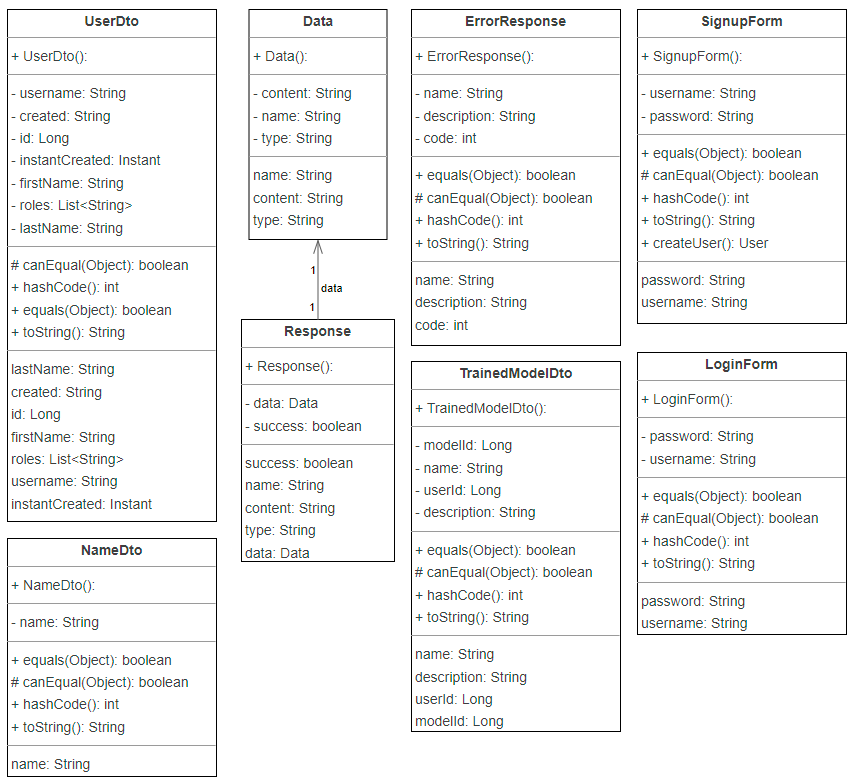 UserDto
+ UserDto():
- username: String
- created: String
- id: Long
- instantCreated: Instant
- firstName: String
- roles: List<String>
- lastName: String
# canEqual(Object): boolean
+ hashCode(): int
+ equals(Object): boolean
+ toString(): String
lastName: String
created: String
id: Long
firstName: String
roles: List<String>
username: String
instantCreated: Instant
NameDto
+ NameDto():
- name: String
+ equals(Object): boolean
# canEqual(Object): boolean
+ hashCode(): int
+ toString(): String
name: String
Data
+ Data():
- content: String
- name: String
- type: String
name: String
content: String
type: String
1
data
1
Response
+ Response():
- data: Data
- success: boolean
success: boolean
name: String
content: String
type: String
data: Data
ErrorResponse
+ ErrorResponse():
- name: String
- description: String
- code: int
+ equals(Object): boolean
# canEqual(Object): boolean
+ hashCode(): int
+ toString(): String
name: String
description: String
code: int
TrainedModelDto
+ TrainedModelDto():
- modelId: Long
- name: String
- userId: Long
- description: String
+ equals(Object): boolean
# canEqual(Object): boolean
+ hashCode(): int
+ toString(): String
name: String
description: String
userId: Long
modelId: Long
SignupForm
+ SignupForm():
- username: String
- password: String
+ equals(Object): boolean
# canEqual(Object): boolean
+ hashCode(): int
+ toString(): String
+ createUser(): User
password: String
username: String
LoginForm
+ LoginForm():
- password: String
- username: String
+ equals(Object): boolean
# canEqual(Object): boolean
+ hashCode(): int
+ toString(): String
password: String
username: String